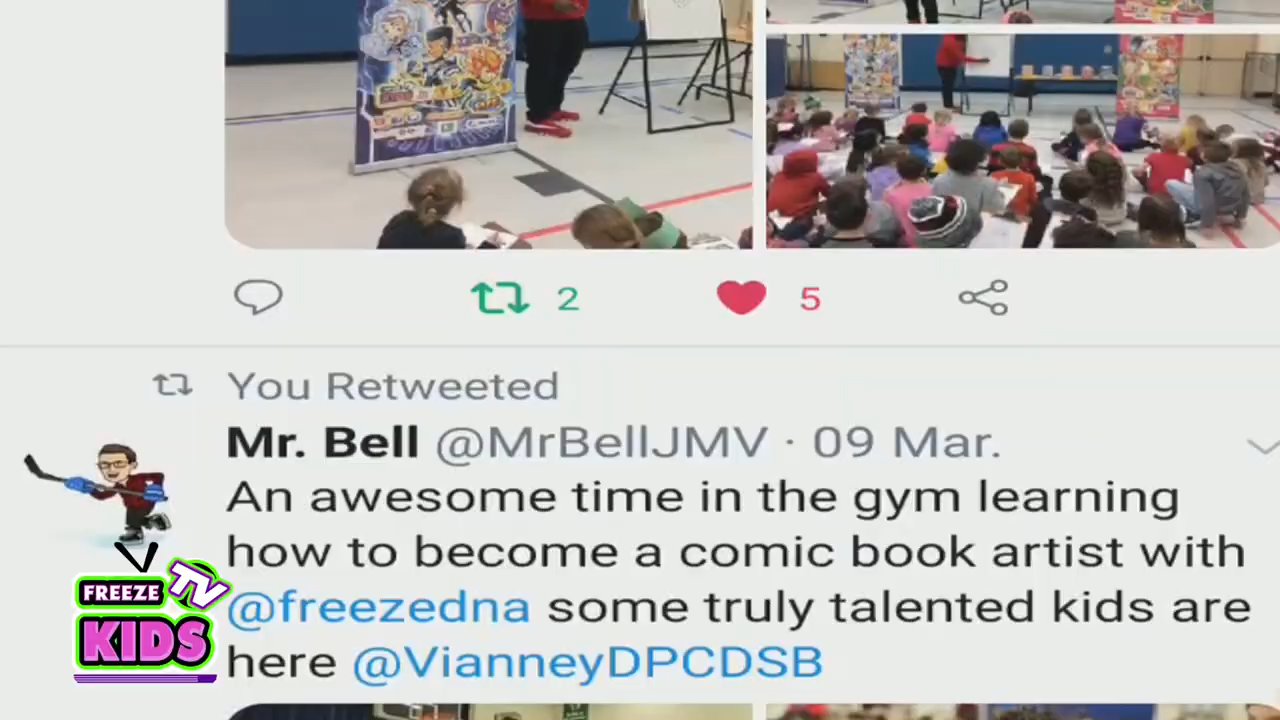 2
5
You Retweeted
Mr. Bell @MrBellJMV · 09 Mar.
An awesome time in the gym learning
how to become a comic book artist with
@freezedna some truly talented kids are
here @VianneyDPCDSB
FREEZE TV
KIDS